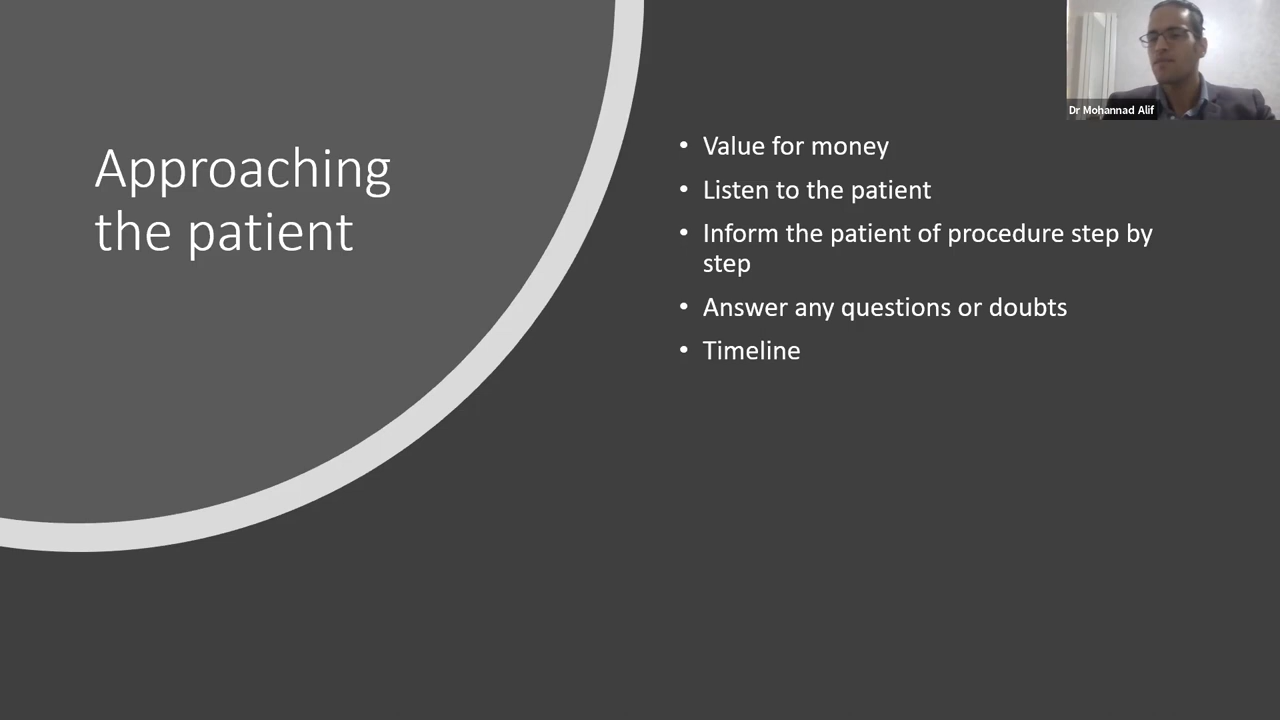 Approaching
the patient
Dr Mohannad Alif
• Value for money
• Listen to the patient
• Inform the patient of procedure step by
step
• Answer any questions or doubts
• Timeline